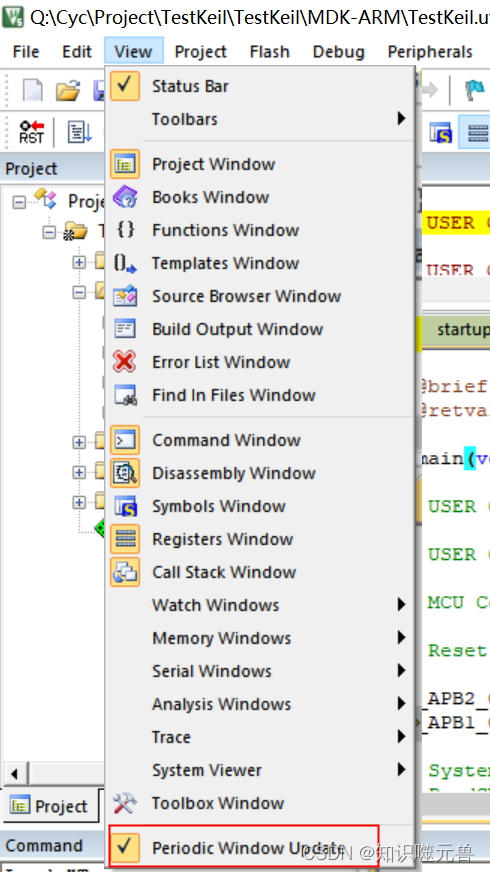 Q:\Cyc\Project\TestKeil\TestKeil\MDK-ARM\TestKeil.u
File Edit View Project Flash Debug Peripherals
Status Bar
Toolbars
RST
Project
Project Window
Books Window
Proje
USER
Functions Window
Templates Window
USER
Source Browser Window
Build Output Window
startup
Error List Window
@brief
Find In Files Window
@retva
Command Window
main(v
Disassembly Window
Symbols Window
USER
Registers Window
USER
Call Stack Window
Watch Windows
MCU C
Memory Windows
Reset
Serial Windows
Analysis Windows
_APB2_
Trace
_APB1_
System Viewer
System
Toolbox Window
Project
Command
Periodic Window Update
CSDN @知识噬元兽